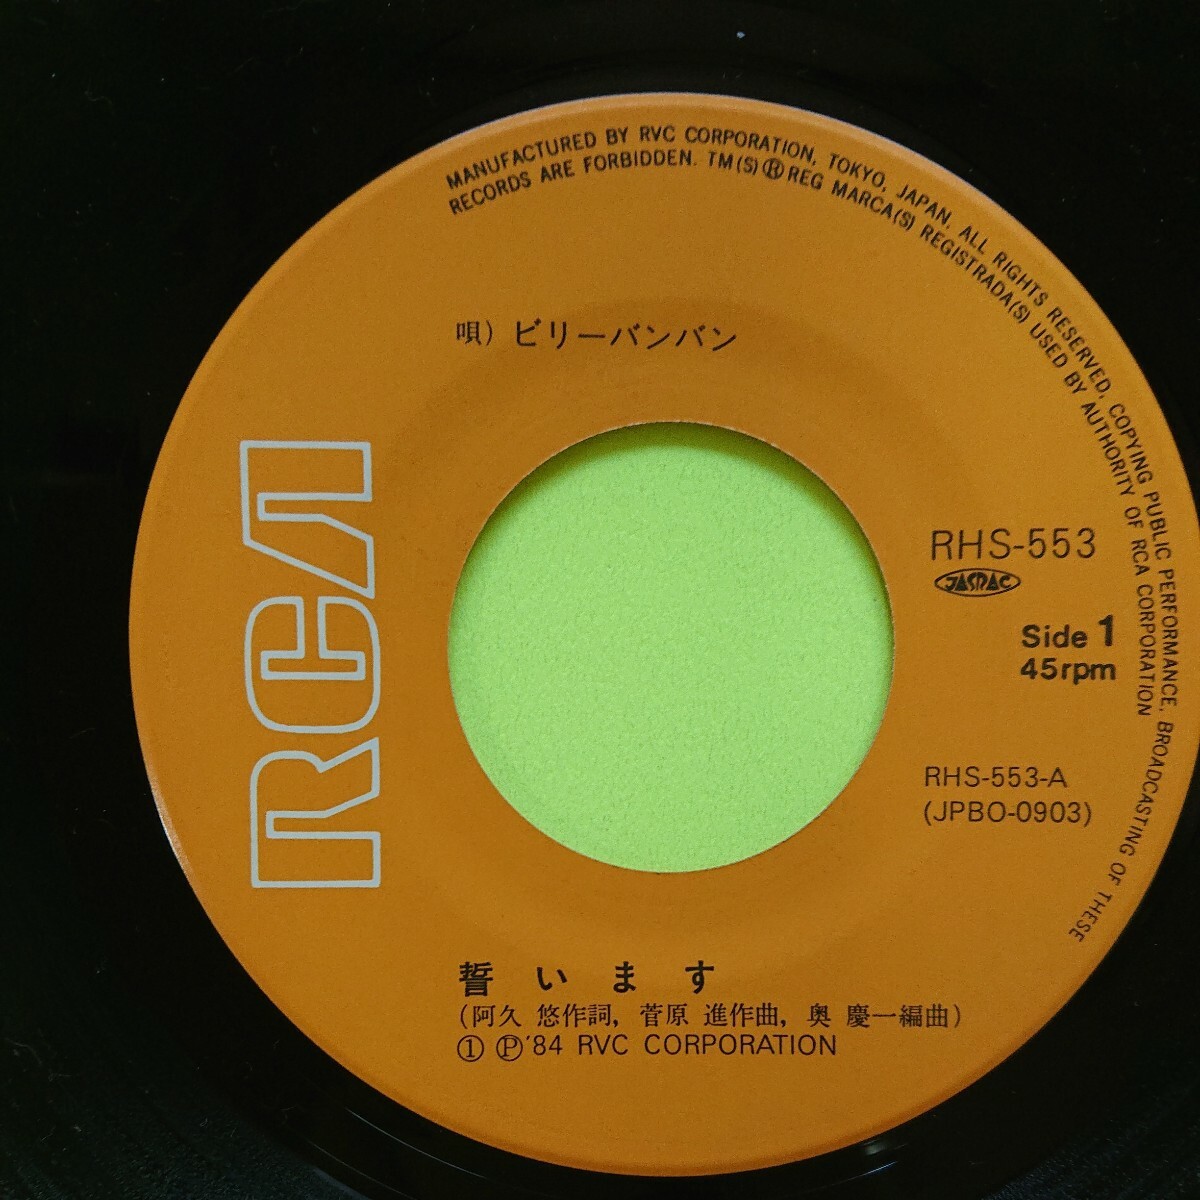 MANUFACTURED BY RVC CORPORATION, TOKYO, JAPAN. ALL RIGHTS RESERVED, COPYING PUBLIC PERFORMANCE, BROADCASTING OF THESE
RECORDS ARE FORBIDDEN. TM(S)®REG MARCA(S) REGISTRADA(S) USED BY AUTHORITY OF RCA CORPORATION
唄) ビリーバンバン
RCA
RHS-553
JASRAC
Side 1
45rpm
RHS-553-A
(JPBO-0903)
誓います
(阿久 悠作詞, 菅原 進作曲, 奥 慶一編曲)
① Ⓟ'84 RVC CORPORATION